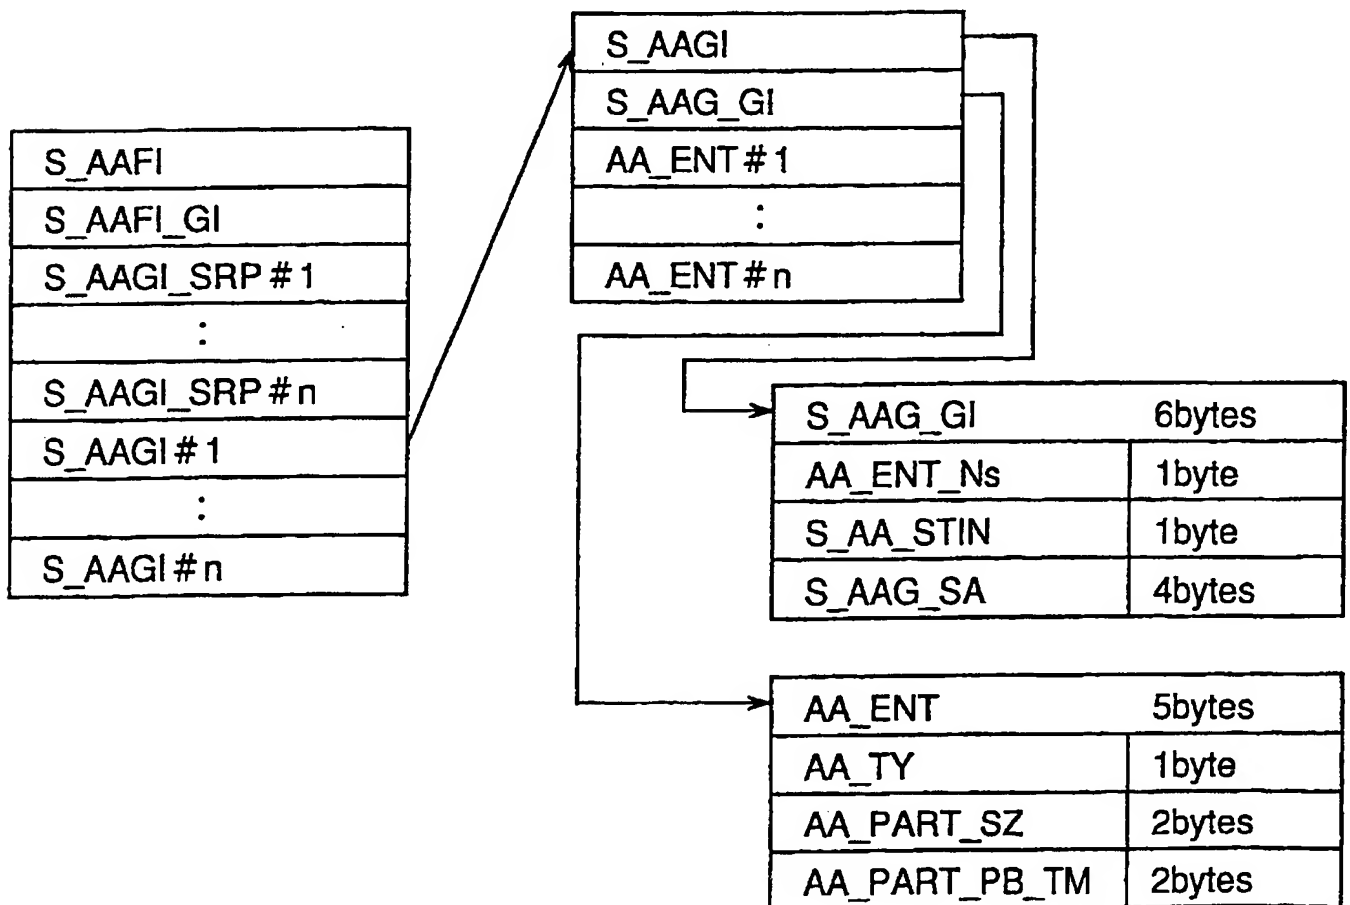 S_AAFI
S_AAFI_GI
S_AAGI_SRP#1
:
S_AAGI_SRP#n
S_AAGI#1
:
S_AAGI#n
S_AAGI
S_AAG_GI
AA_ENT#1
:
AA_ENT#n
S_AAG_GI 6bytes
AA_ENT_Ns 1byte
S_AA_STIN 1byte
S_AAG_SA 4bytes
AA_ENT 5bytes
AA_TY 1byte
AA_PART_SZ 2bytes
AA_PART_PB_TM 2bytes